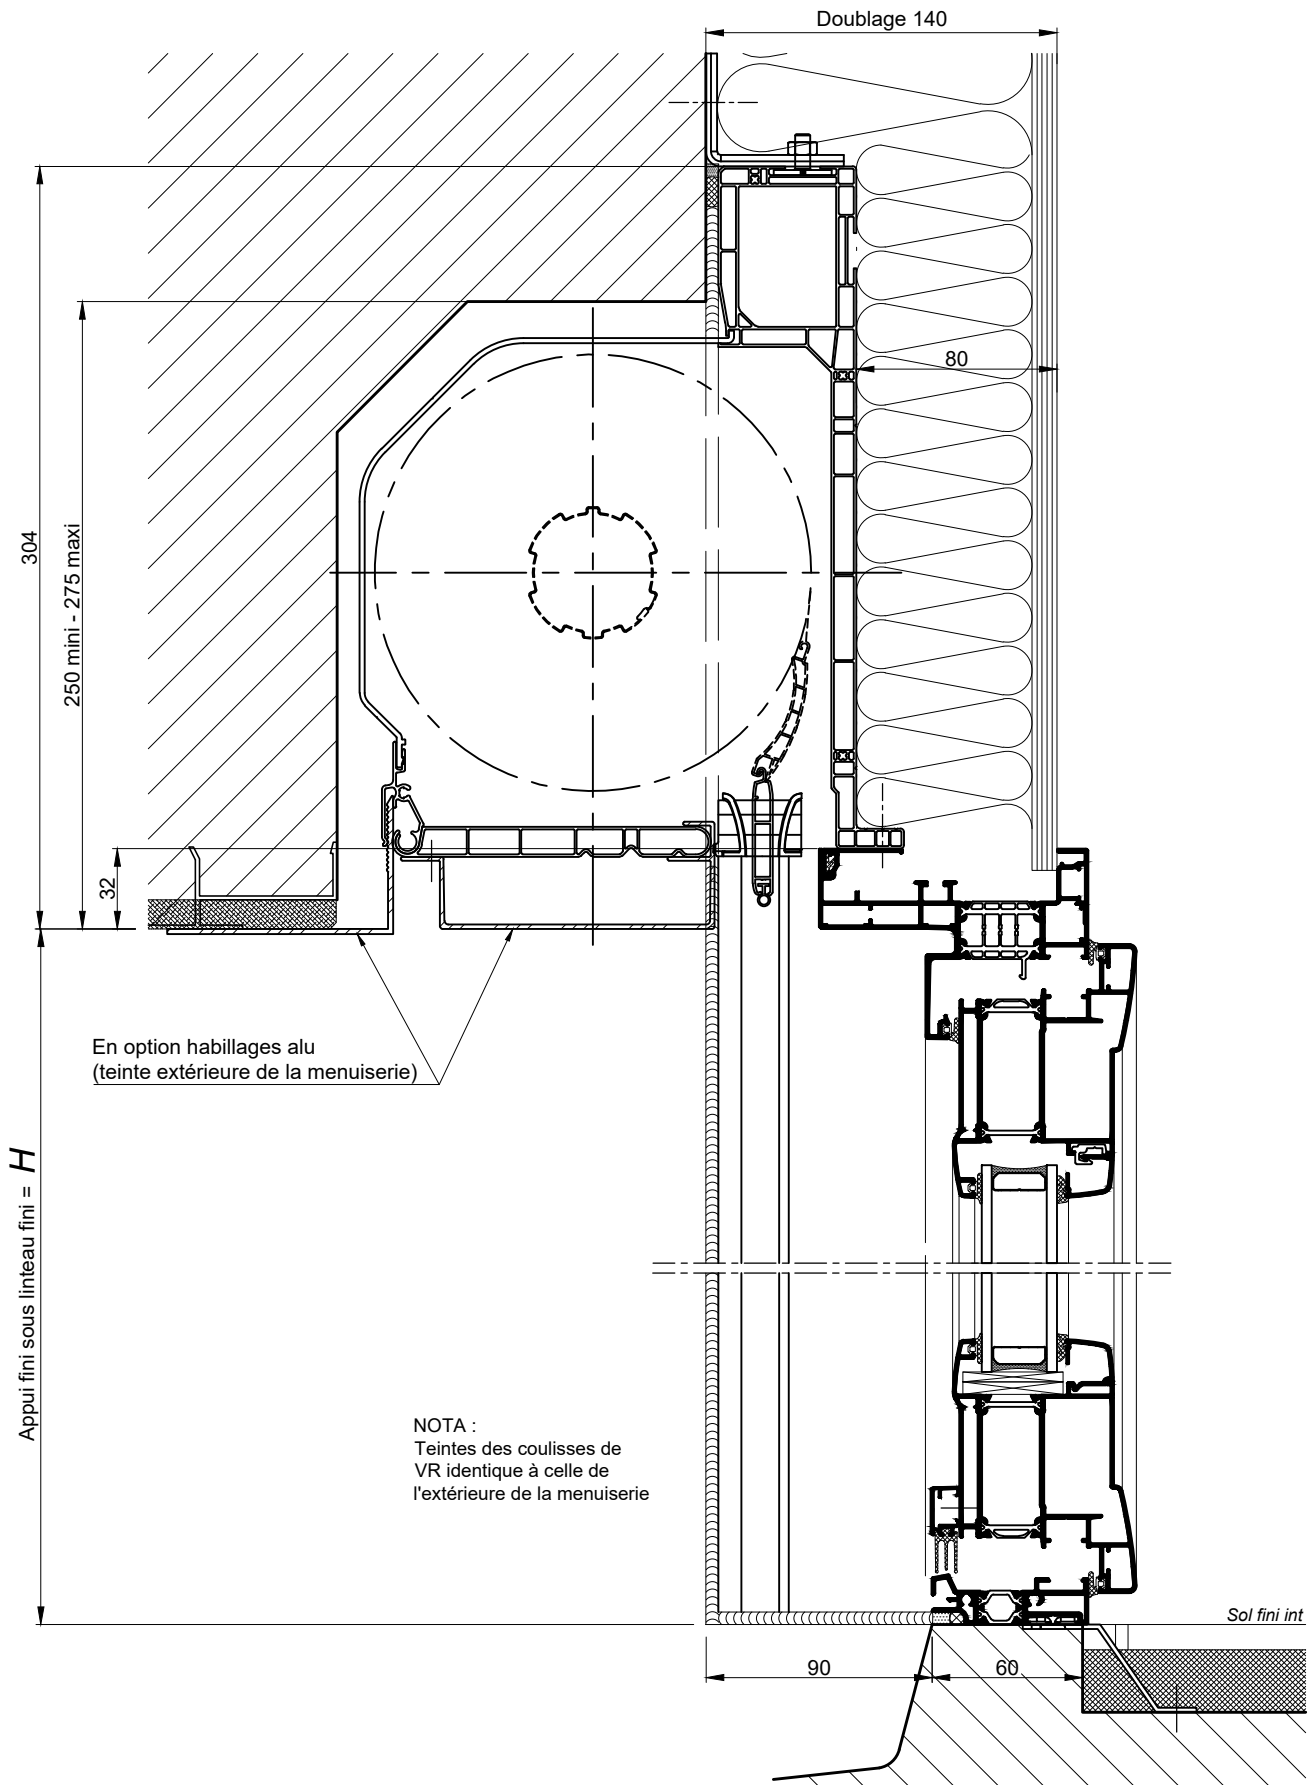 Doublage 140
80
304
250 mini - 275 maxi
32
En option habillages alu
(teinte extérieure de la menuiserie)
Appui fini sous linteau fini = H
NOTA :
Teintes des coulisses de
VR identique à celle de
l'extérieure de la menuiserie
Sol fini int
90
60